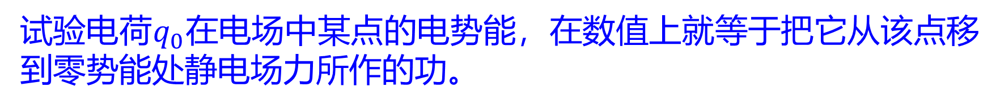 试验电荷q₀在电场中某点的电势能，在数值上就等于把它从该点移
到零势能处静电场力所作的功。